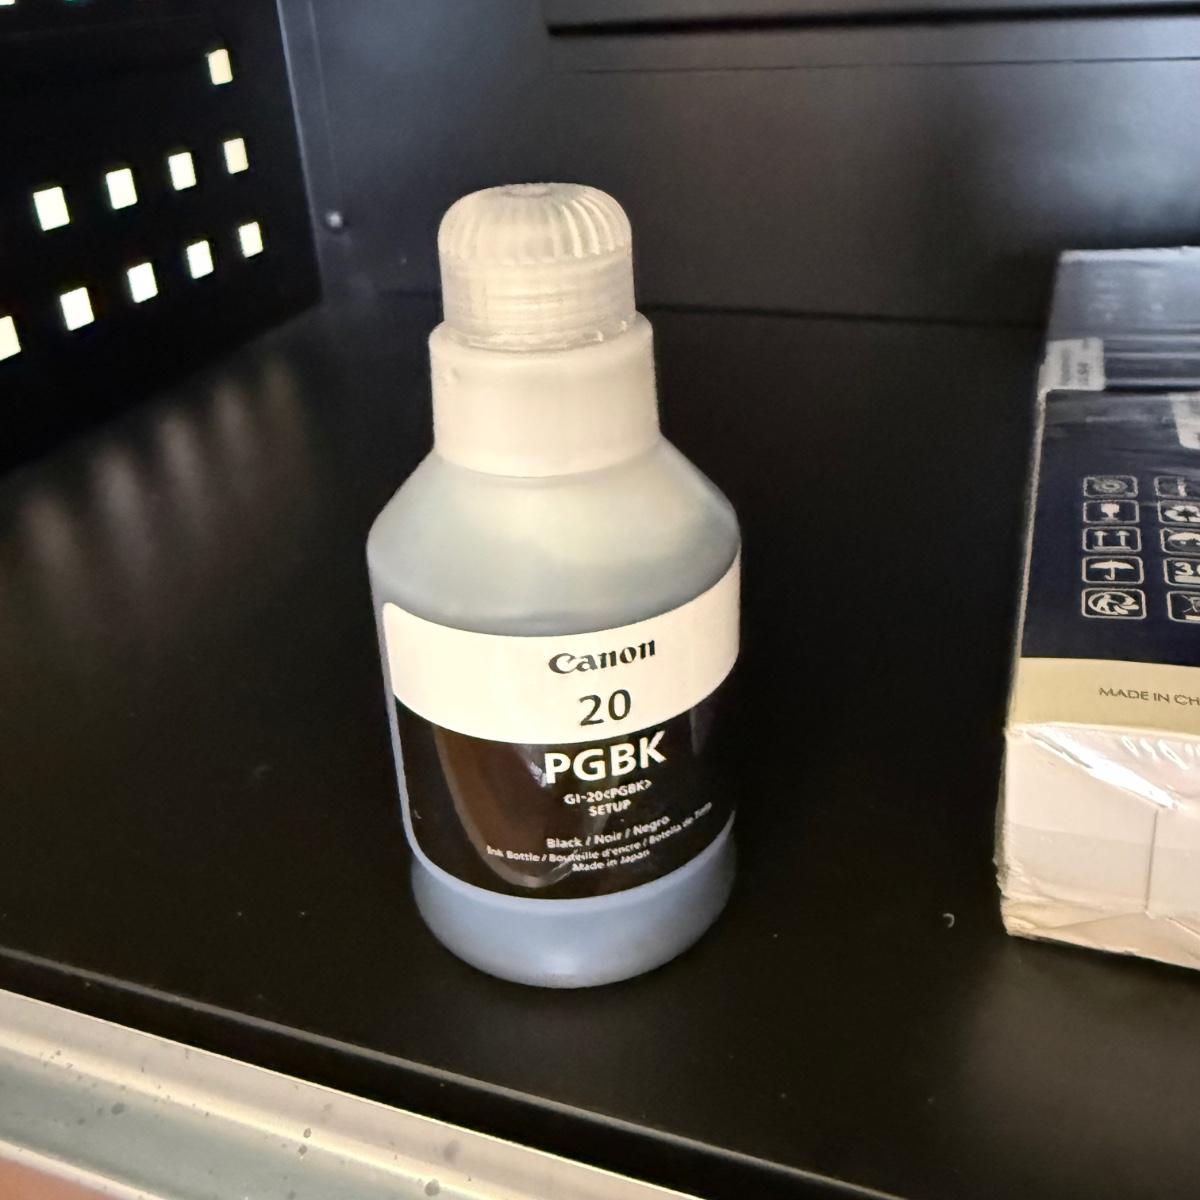 Canon
20
PGBK
GI-20<PGBK>
SETUP
Black / Noir / Negro
Ink Bottle / Bouteille d'encre / Botella de Tinta
Made in Japan
MADE IN CH